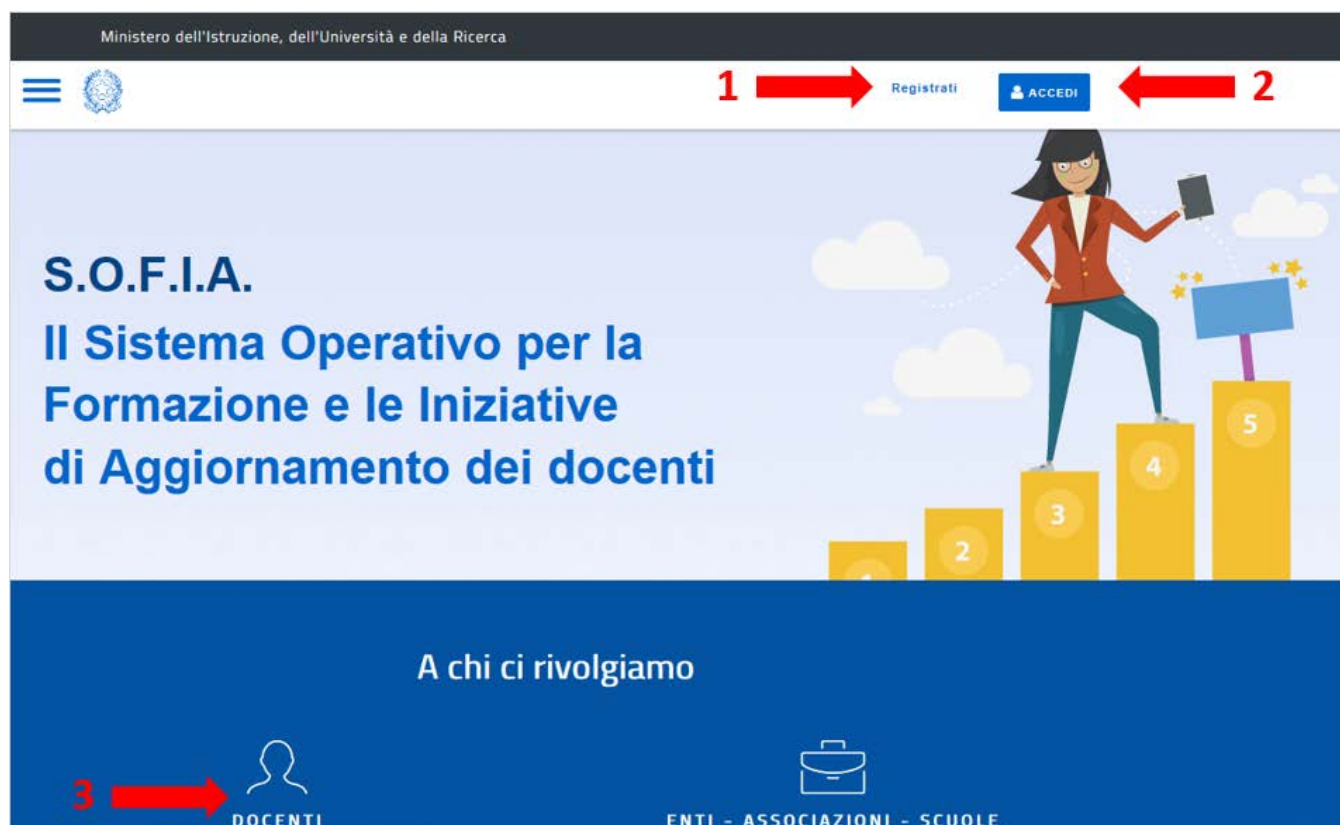 Ministero dell'Istruzione, dell'Università e della Ricerca
1
Registrati
ACCEDI
2
S.O.F.I.A.
Il Sistema Operativo per la
Formazione e le Iniziative
di Aggiornamento dei docenti
5
4
3
2
1
A chi ci rivolgiamo
3
DOCENTI
ENTI - ASSOCIAZIONI - SCUOLE